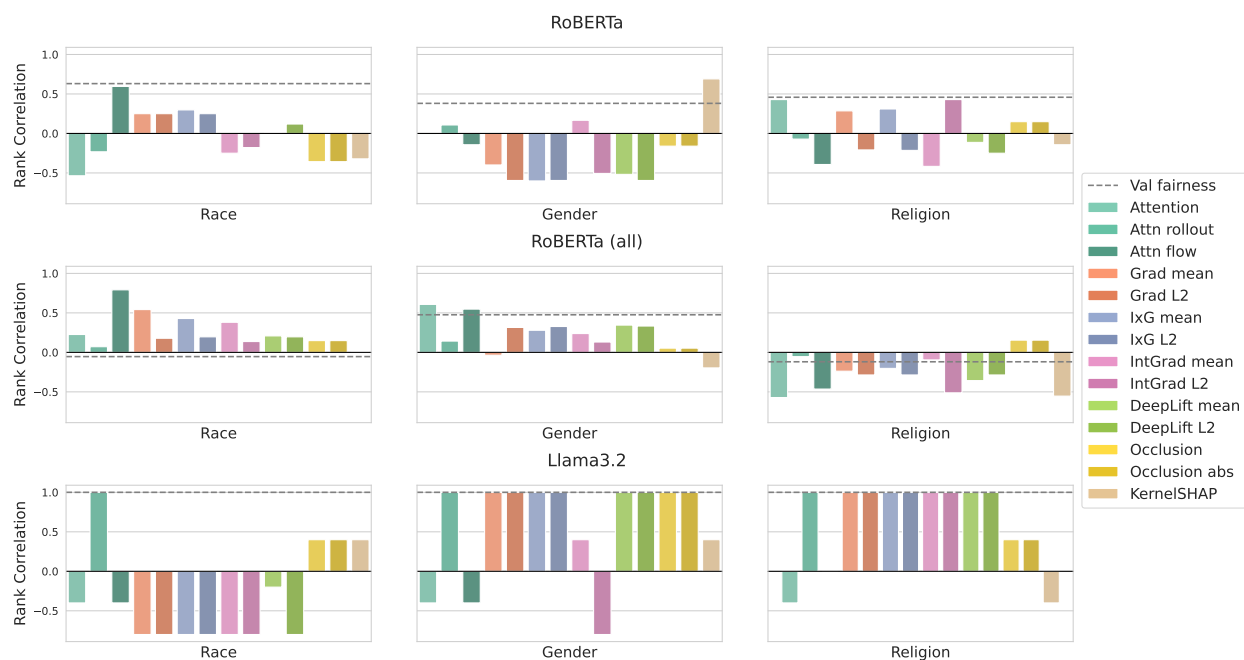 RoBERTa
Rank Correlation
1.0
0.5
0.0
−0.5
Race
Gender
Religion
RoBERTa (all)
Rank Correlation
1.0
0.5
0.0
−0.5
Race
Gender
Religion
Llama3.2
Rank Correlation
1.0
0.5
0.0
−0.5
Race
Gender
Religion
Val fairness
Attention
Attn rollout
Attn flow
Grad mean
Grad L2
IxG mean
IxG L2
IntGrad mean
IntGrad L2
DeepLift mean
DeepLift L2
Occlusion
Occlusion abs
KernelSHAP